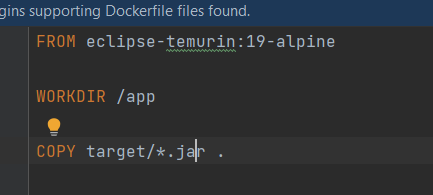 gins supporting Dockerfile files found.
FROM eclipse-temurin:19-alpine
WORKDIR /app
COPY target/*.jar .